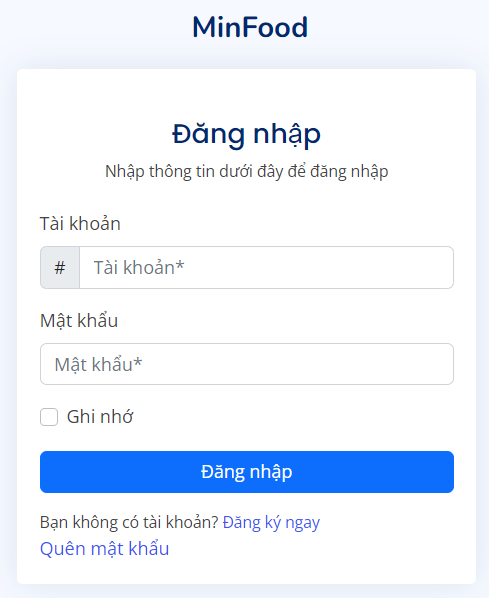 MinFood
Đăng nhập
Nhập thông tin dưới đây để đăng nhập
Tài khoản
# Tài khoản*
Mật khẩu
Mật khẩu*
Ghi nhớ
Đăng nhập
Bạn không có tài khoản? Đăng ký ngay
Quên mật khẩu